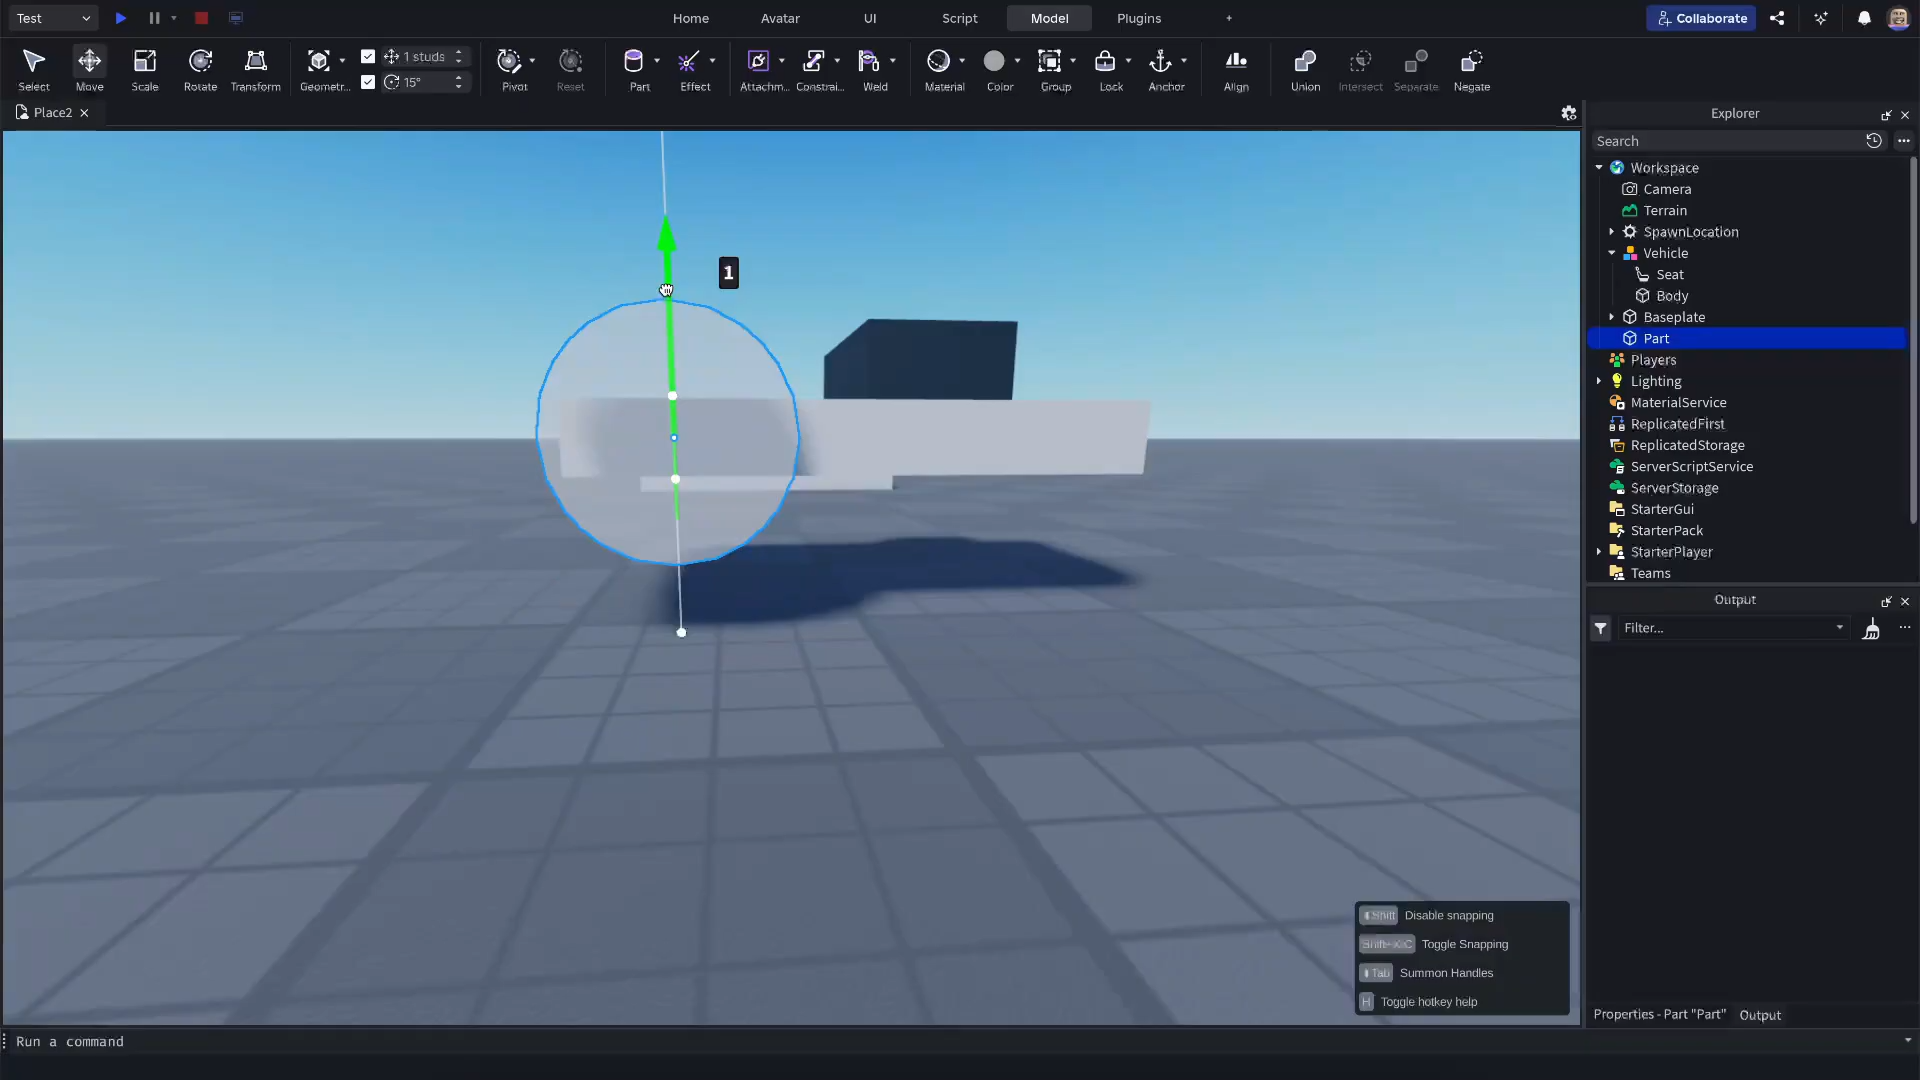 Test
Home
Avatar
UI
Script
Model
Plugins
+
Collaborate
Select
Move
Scale
Rotate
Transform
Geometr...
1 studs
15°
Pivot
Reset
Part
Effect
Attachm...
Constrai...
Weld
Material
Color
Group
Lock
Anchor
Align
Union
Intersect
Separate
Negate
Place2
1
Shift Disable snapping
Shift+X/C Toggle Snapping
Tab Summon Handles
H Toggle hotkey help
Explorer
Search
Workspace
Camera
Terrain
SpawnLocation
Vehicle
Seat
Body
Baseplate
Part
Players
Lighting
MaterialService
ReplicatedFirst
ReplicatedStorage
ServerScriptService
ServerStorage
StarterGui
StarterPack
StarterPlayer
Teams
Output
Filter...
Properties - Part "Part"
Output
Run a command